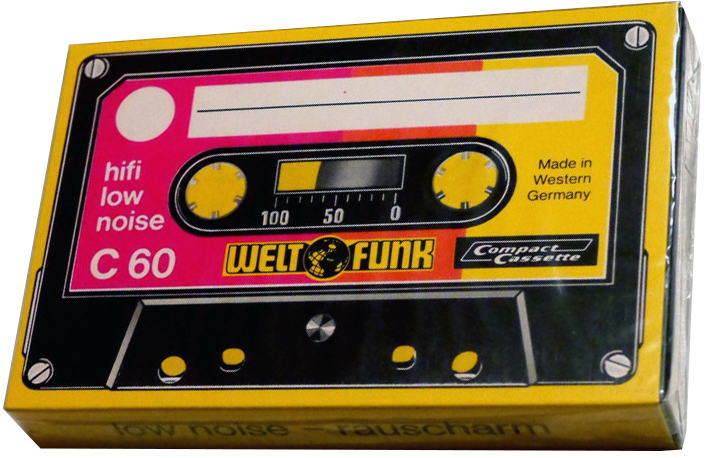 hifi
low
noise
C 60
100 50 0
Made in
Western
Germany
WELT FUNK
Compact
Cassette
low noise - rauscharm